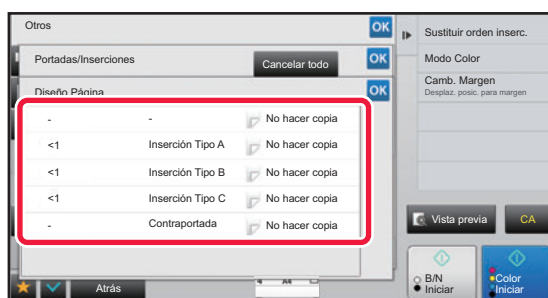 Otros
OK
Portadas/Inserciones
Cancelar todo
OK
Diseño Página
OK
- - No hacer copia
<1 Inserción Tipo A No hacer copia
<1 Inserción Tipo B No hacer copia
<1 Inserción Tipo C No hacer copia
- Contraportada No hacer copia
Atrás
Sustituir orden inserc.
Modo Color
Camb. Margen
Desplaz. posic. para margen
Vista previa
CA
B/N
Iniciar
Color
Iniciar